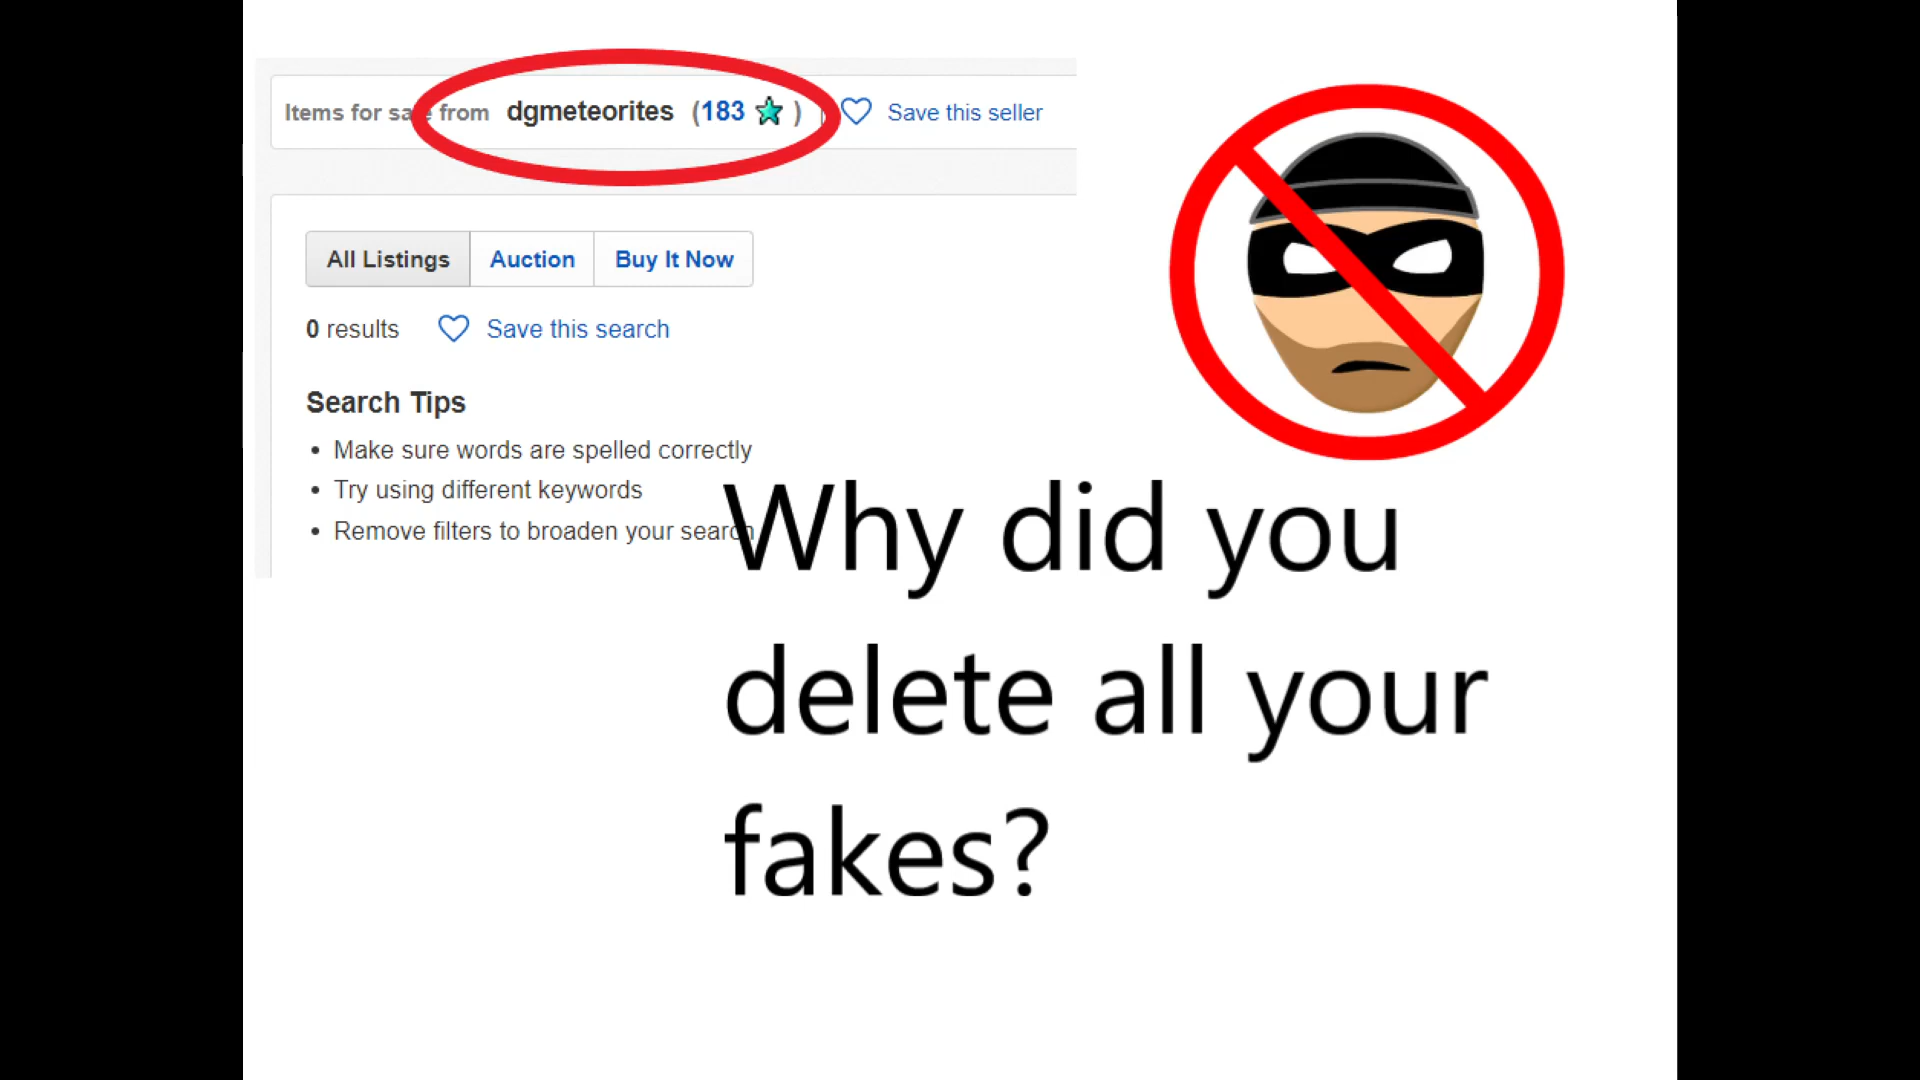 Items for sale from dgmeteorites (183 ) Save this seller
All Listings Auction Buy It Now
0 results Save this search
Search Tips
• Make sure words are spelled correctly
• Try using different keywords
• Remove filters to broaden your search
Why did you
delete all your
fakes?